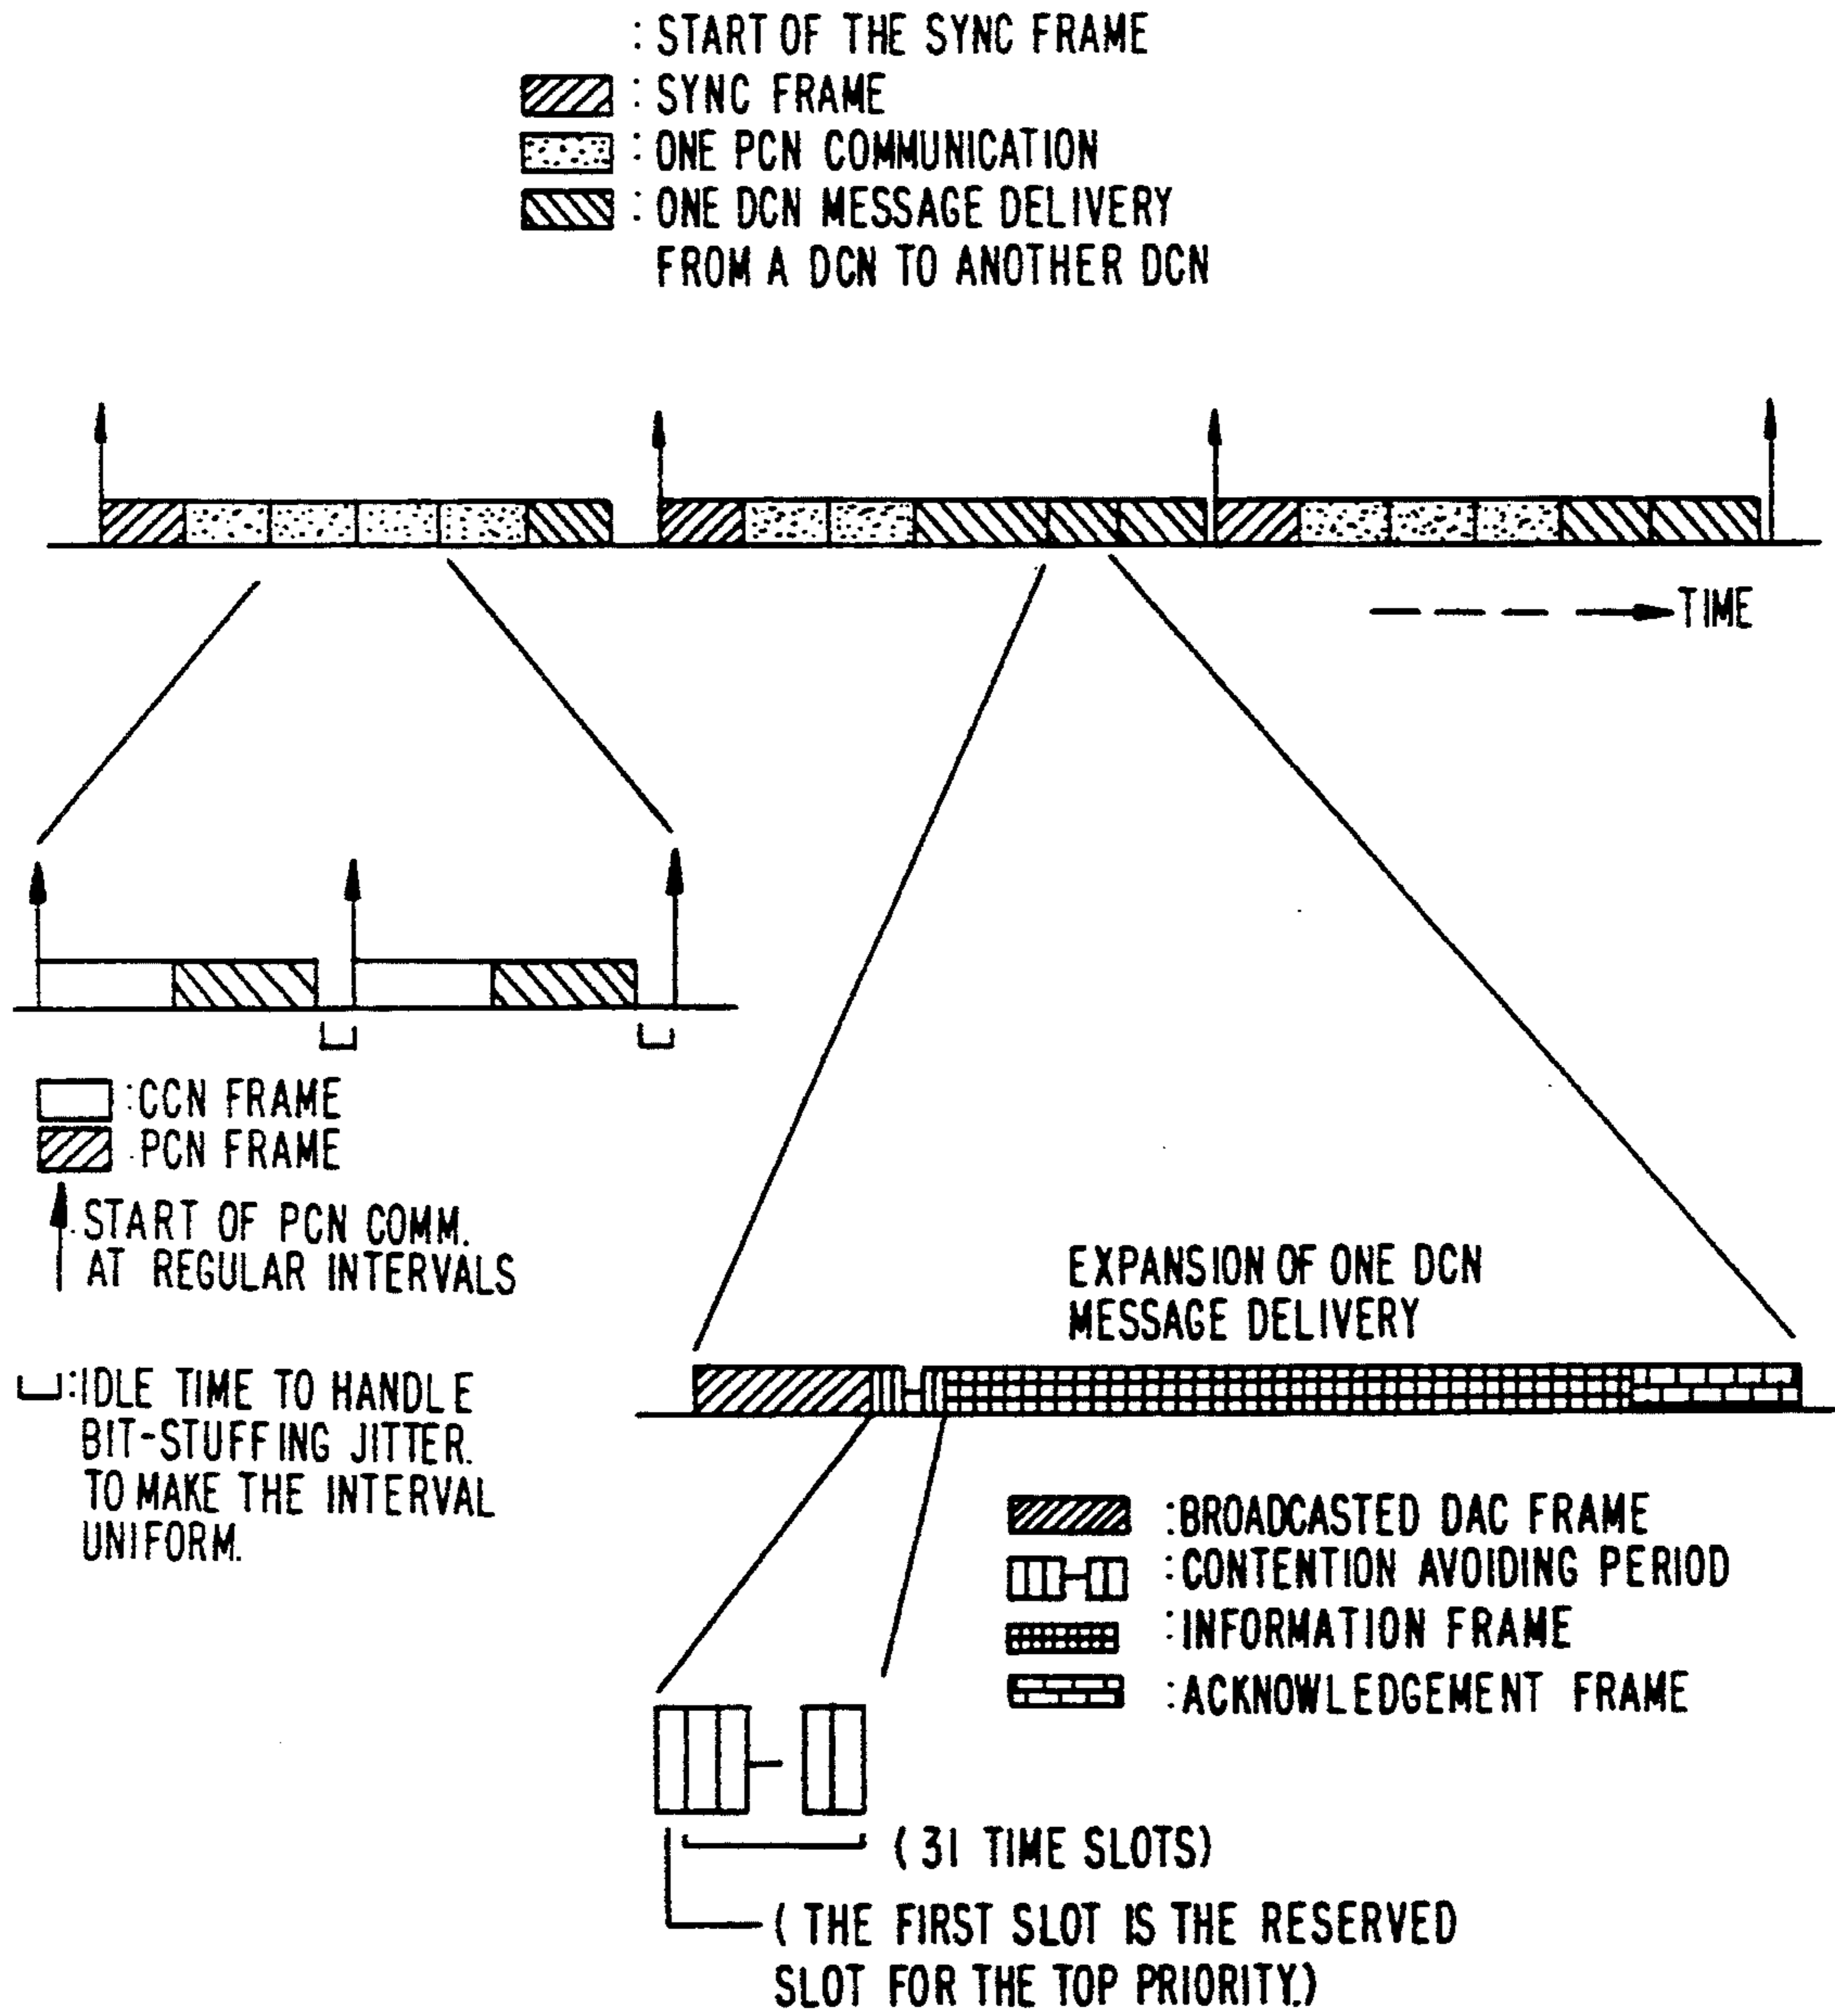 : START OF THE SYNC FRAME
: SYNC FRAME
: ONE PCN COMMUNICATION
: ONE DCN MESSAGE DELIVERY
FROM A DCN TO ANOTHER DCN
TIME
: CCN FRAME
: PCN FRAME
: START OF PCN COMM.
AT REGULAR INTERVALS
EXPANSION OF ONE DCN
MESSAGE DELIVERY
: IDLE TIME TO HANDLE
BIT-STUFFING JITTER.
TO MAKE THE INTERVAL
UNIFORM.
: BROADCASTED DAC FRAME
: CONTENTION AVOIDING PERIOD
: INFORMATION FRAME
: ACKNOWLEDGEMENT FRAME
(31 TIME SLOTS)
(THE FIRST SLOT IS THE RESERVED
SLOT FOR THE TOP PRIORITY.)